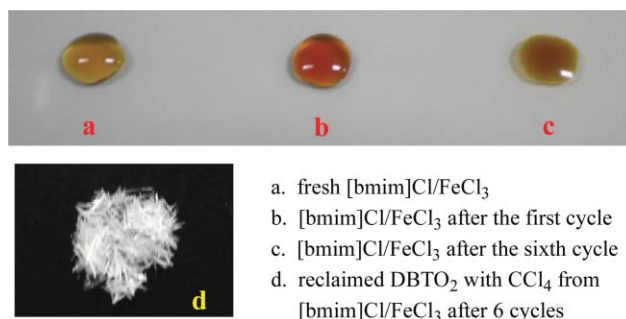 a
b
c
d
a. fresh [bmim]Cl/FeCl₃
b. [bmim]Cl/FeCl₃ after the first cycle
c. [bmim]Cl/FeCl₃ after the sixth cycle
d. reclaimed DBTO₂ with CCl₄ from
[bmim]Cl/FeCl₃ after 6 cycles